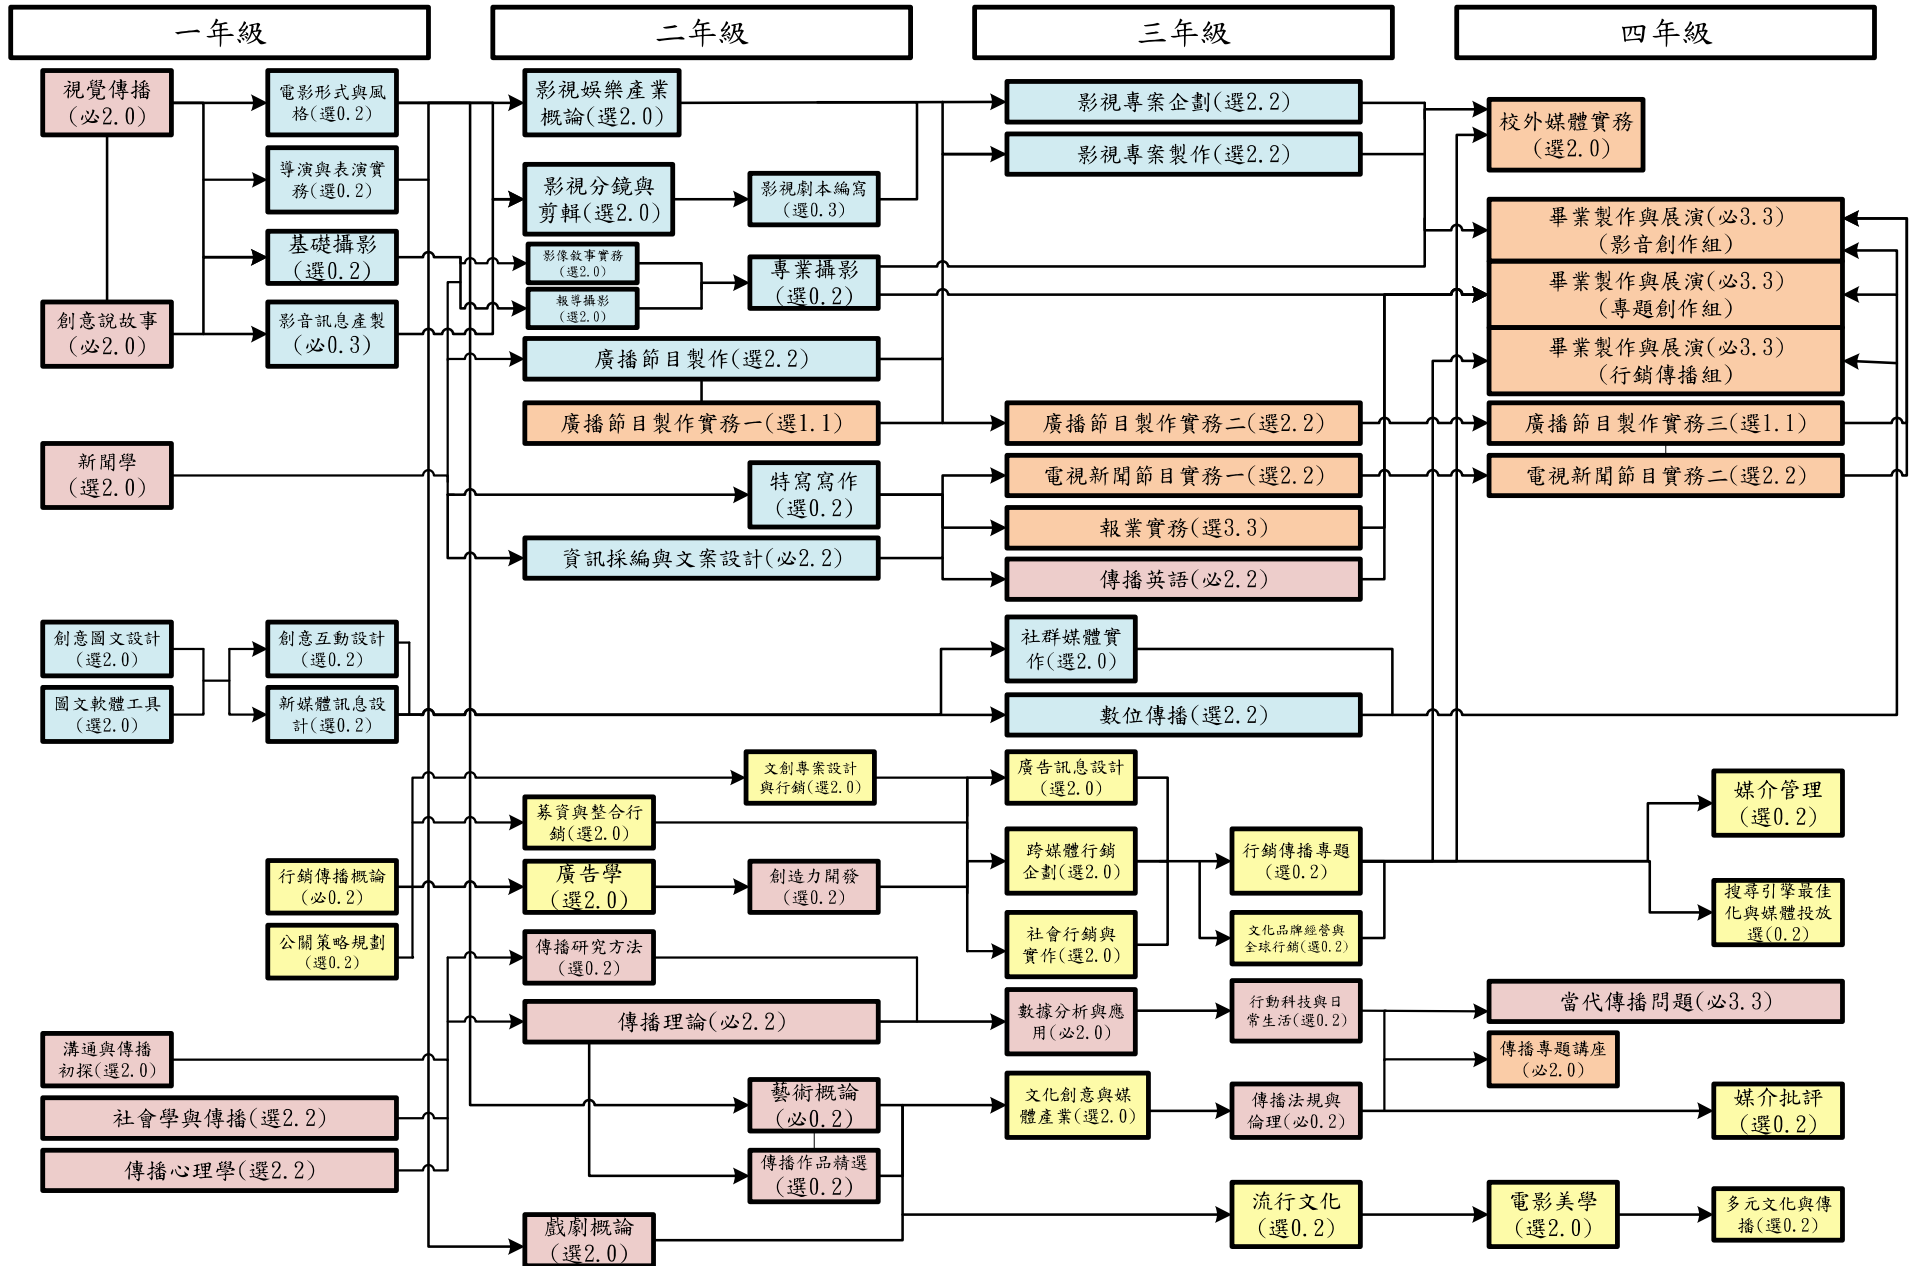 一年級
二年級
三年級
四年級
視覺傳播
(必2.0)
創意說故事
(必2.0)
新聞學
(選2.0)
創意圖文設計
(選2.0)
圖文軟體工具
(選2.0)
溝通與傳播
初探(選2.0)
社會學與傳播(選2.2)
傳播心理學(選2.2)
電影形式與風
格(選0.2)
導演與表演實
務(選0.2)
基礎攝影
(選0.2)
影音訊息產製
(必0.3)
創意互動設計
(選0.2)
新媒體訊息設
計(選0.2)
行銷傳播概論
(必0.2)
公關策略規劃
(選0.2)
影視娛樂產業
概論(選2.0)
影視分鏡與
剪輯(選2.0)
影像敘事實務
(選2.0)
報導攝影
(選2.0)
廣播節目製作(選2.2)
廣播節目製作實務一(選1.1)
資訊採編與文案設計(必2.2)
募資與整合行
銷(選2.0)
廣告學
(選2.0)
傳播研究方法
(選0.2)
傳播理論(必2.2)
戲劇概論
(選2.0)
影視劇本編寫
(選0.3)
專業攝影
(選0.2)
特寫寫作
(選0.2)
文創專案設計
與行銷(選2.0)
創造力開發
(選0.2)
藝術概論
(必0.2)
傳播作品精選
(選0.2)
影視專案企劃(選2.2)
影視專案製作(選2.2)
廣播節目製作實務二(選2.2)
電視新聞節目實務一(選2.2)
報業實務(選3.3)
傳播英語(必2.2)
社群媒體實
作(選2.0)
數位傳播(選2.2)
廣告訊息設計
(選2.0)
跨媒體行銷
企劃(選2.0)
社會行銷與
實作(選2.0)
數據分析與應
用(必2.0)
文化創意與媒
體產業(選2.0)
行銷傳播專題
(選0.2)
文化品牌經營與
全球行銷(選0.2)
行動科技與日
常生活(選0.2)
傳播法規與
倫理(必0.2)
流行文化
(選0.2)
校外媒體實務
(選2.0)
畢業製作與展演(必3.3)
(影音創作組)
畢業製作與展演(必3.3)
(專題創作組)
畢業製作與展演(必3.3)
(行銷傳播組)
廣播節目製作實務三(選1.1)
電視新聞節目實務二(選2.2)
媒介管理
(選0.2)
搜尋引擎最佳
化與媒體投放
選(0.2)
當代傳播問題(必3.3)
傳播專題講座
(必2.0)
媒介批評
(選0.2)
電影美學
(選2.0)
多元文化與傳
播(選0.2)